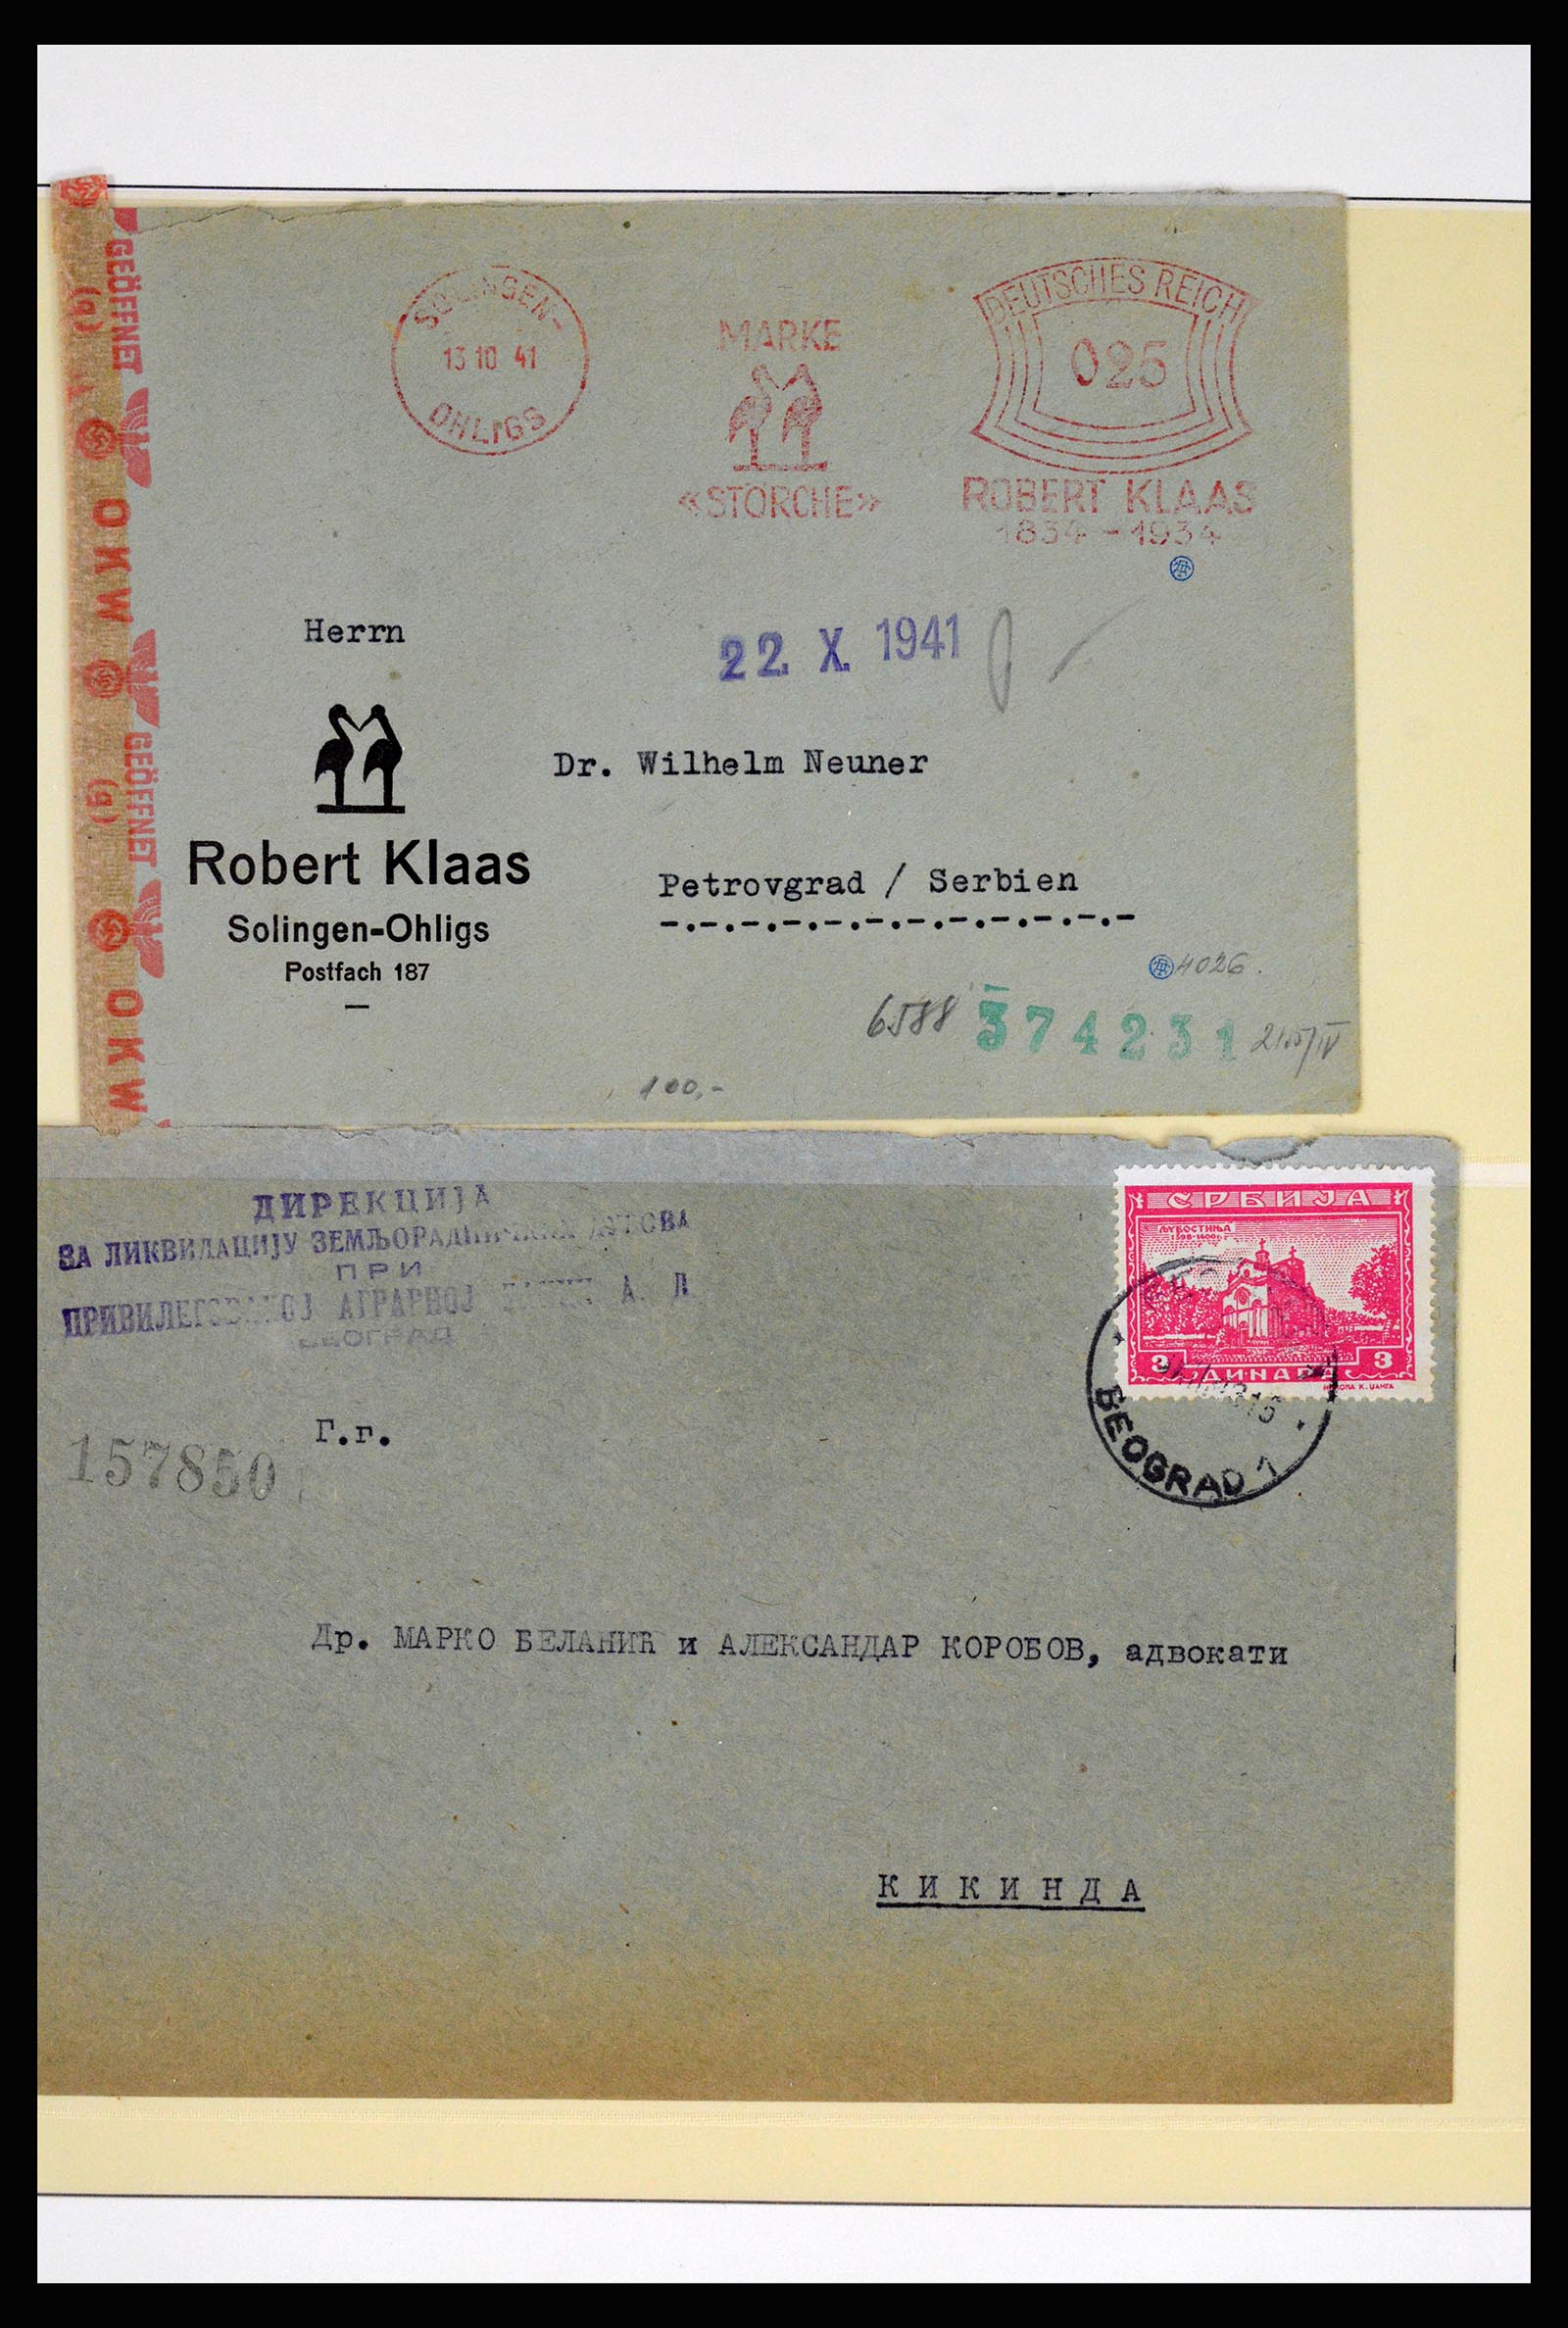 SOLINGEN-
13 10 41
OHLIGS
MARKE
«STÖRCHE»
DEUTSCHES REICH
025
ROBERT KLAAS
1834-1934
GEÖFFNET
(g)
OKW
GEÖFFNET
(g)
OKW
Herrn
22. X. 1941
Dr. Wilhelm Neuner
Robert Klaas
Solingen-Ohligs
Postfach 187
Petrovgrad / Serbien
4026.
6588 374231
100,-
ДИРЕКЦИЈА
ЗА ЛИКВИДАЦИЈУ ЗЕМЉОРАДНИЧКИХ ДУГОВА
ПРИ
ПРИВИЛЕГОВАНОЈ АГРАРНОЈ А. Д.
БЕОГРАД
СРБИЈА
ЉУБОСТИЊА
3 ДИНАРА 3
БЕОGRAD 1
Г.г.
157850
Др. МАРКО БЕЛАНИЋ и АЛЕКСАНДАР КОРОБОВ, адвокати
КИКИНДА